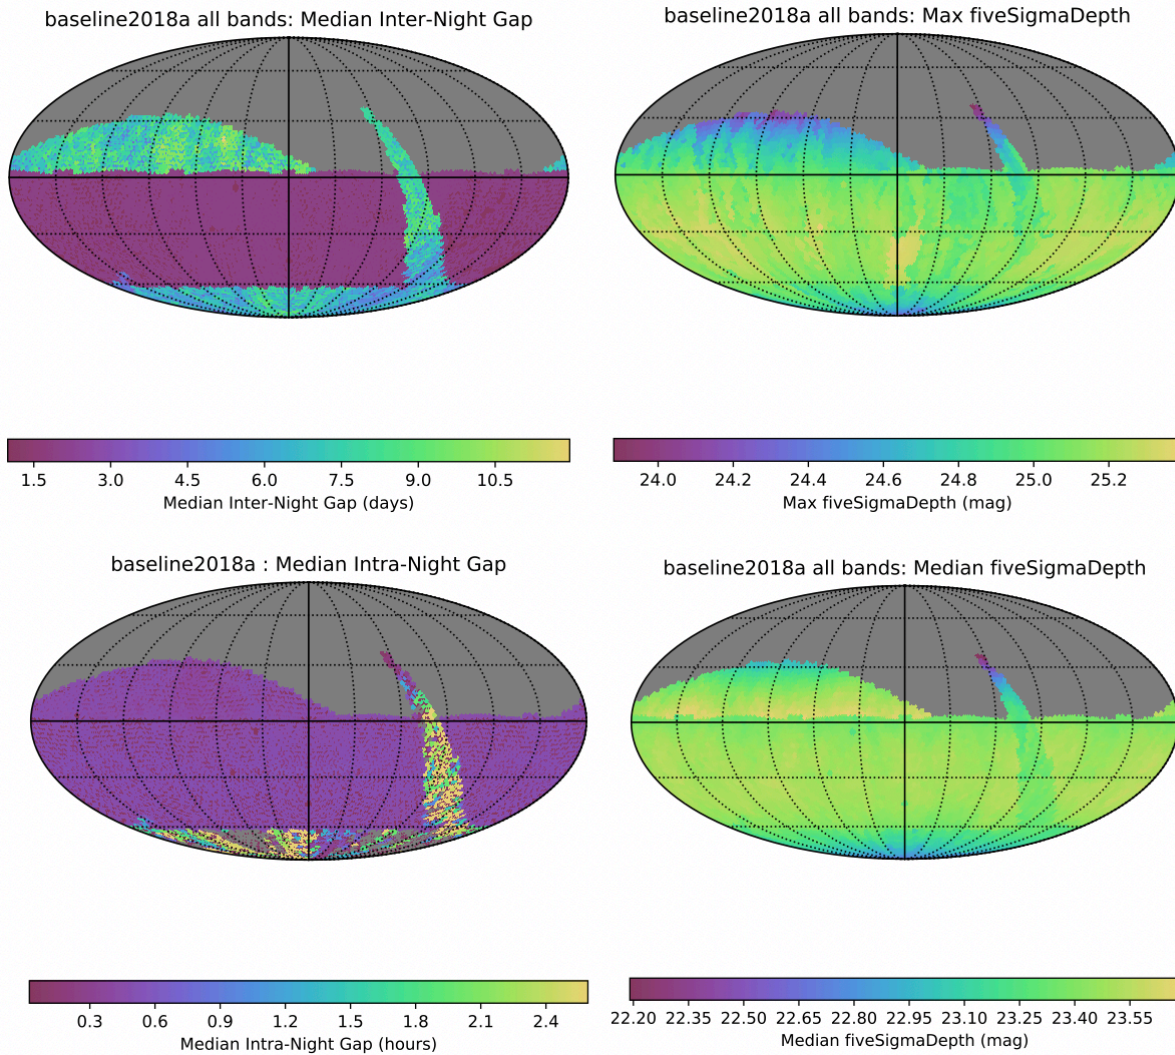 baseline2018a all bands: Median Inter-Night Gap
1.5 3.0 4.5 6.0 7.5 9.0 10.5
Median Inter-Night Gap (days)
baseline2018a all bands: Max fiveSigmaDepth
24.0 24.2 24.4 24.6 24.8 25.0 25.2
Max fiveSigmaDepth (mag)
baseline2018a : Median Intra-Night Gap
0.3 0.6 0.9 1.2 1.5 1.8 2.1 2.4
Median Intra-Night Gap (hours)
baseline2018a all bands: Median fiveSigmaDepth
22.20 22.35 22.50 22.65 22.80 22.95 23.10 23.25 23.40 23.55
Median fiveSigmaDepth (mag)